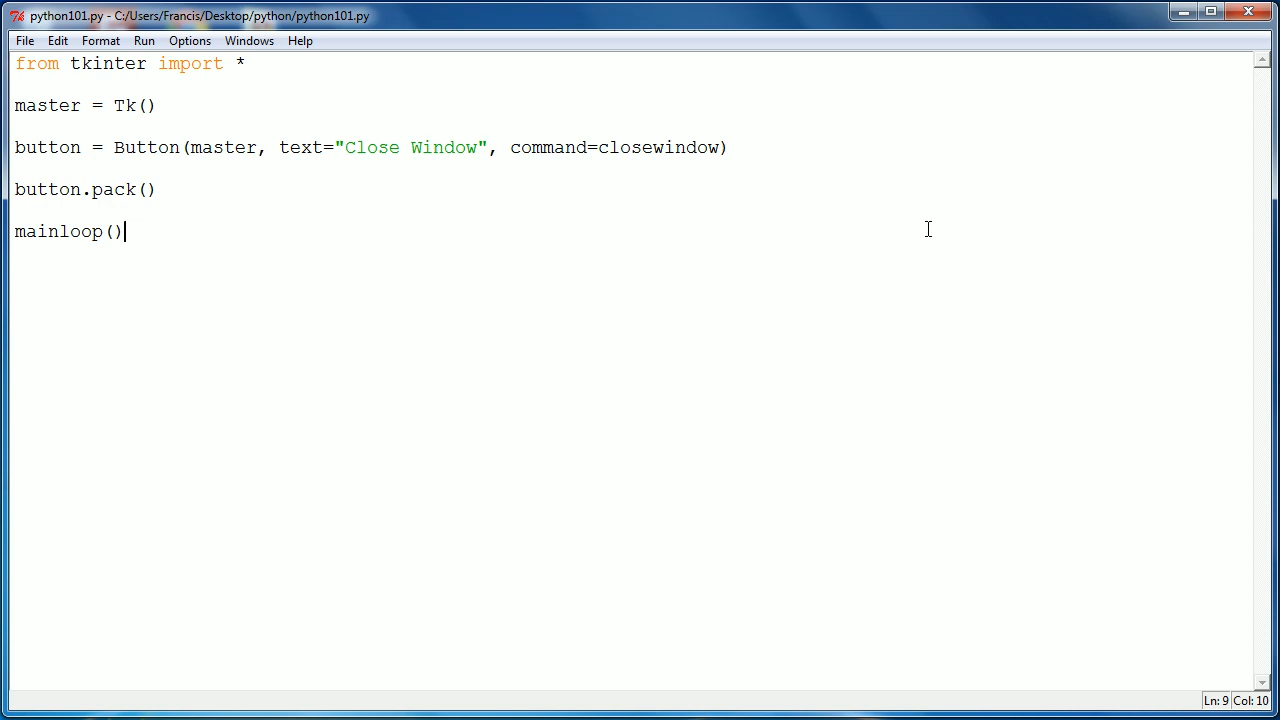 python101.py - C:/Users/Francis/Desktop/python/python101.py
File Edit Format Run Options Windows Help
from tkinter import *
master = Tk()
button = Button(master, text="Close Window", command=closewindow)
button.pack()
mainloop()
Ln: 9 Col: 10